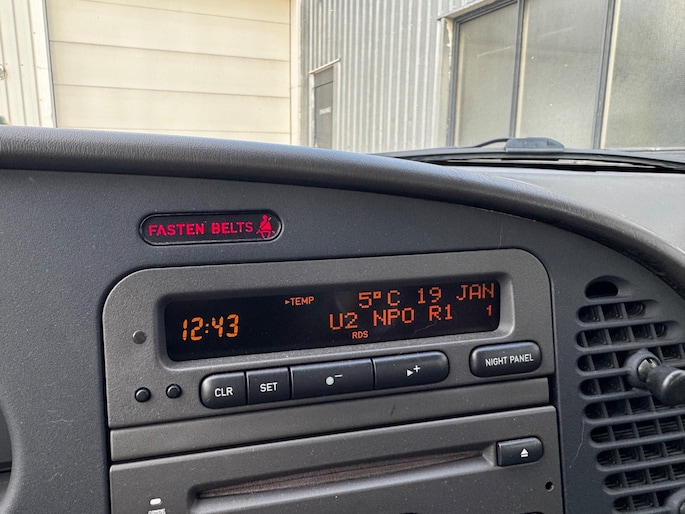 FASTEN BELTS
▸TEMP 5°C 19 JAN
12:43 U2 NPO R1 1
RDS
CLR SET ●− ▸+ NIGHT PANEL